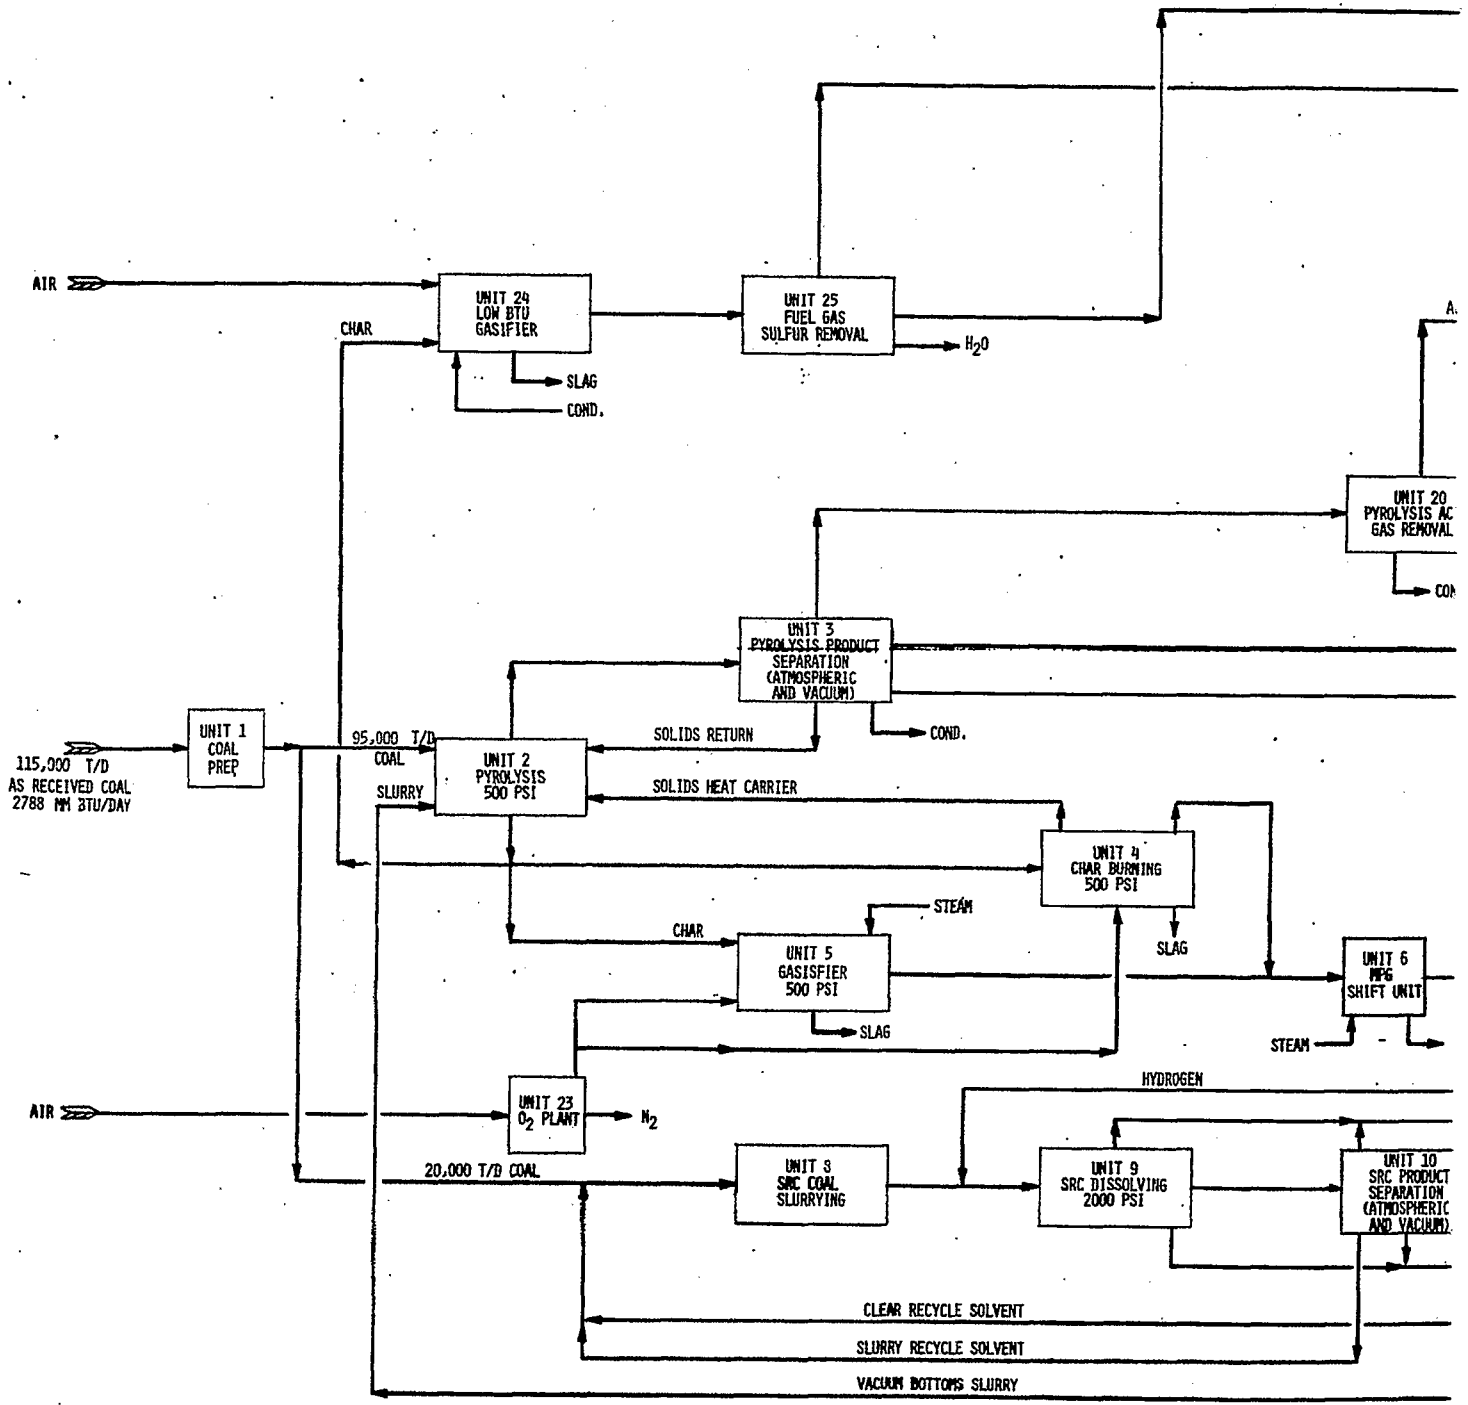 AIR
UNIT 24
LOW BTU
GASIFIER
CHAR
SLAG
COND.
UNIT 25
FUEL GAS
SULFUR REMOVAL
H2O
A.
UNIT 20
PYROLYSIS AC
GAS REMOVAL
CON
UNIT 3
PYROLYSIS PRODUCT
SEPARATION
(ATMOSPHERIC
AND VACUUM)
COND.
SOLIDS RETURN
UNIT 1
COAL
PREP
115,000 T/D
AS RECEIVED COAL
2788 MM BTU/DAY
95,000 T/D
COAL
SLURRY
UNIT 2
PYROLYSIS
500 PSI
SOLIDS HEAT CARRIER
UNIT 4
CHAR BURNING
500 PSI
SLAG
STEAM
CHAR
UNIT 5
GASISFIER
500 PSI
SLAG
UNIT 6
MPG
SHIFT UNIT
STEAM
HYDROGEN
AIR
UNIT 23
O2 PLANT
N2
20,000 T/D COAL
UNIT 8
SRC COAL
SLURRYING
UNIT 9
SRC DISSOLVING
2000 PSI
UNIT 10
SRC PRODUCT
SEPARATION
(ATMOSPHERIC
AND VACUUM)
CLEAR RECYCLE SOLVENT
SLURRY RECYCLE SOLVENT
VACUUM BOTTOMS SLURRY